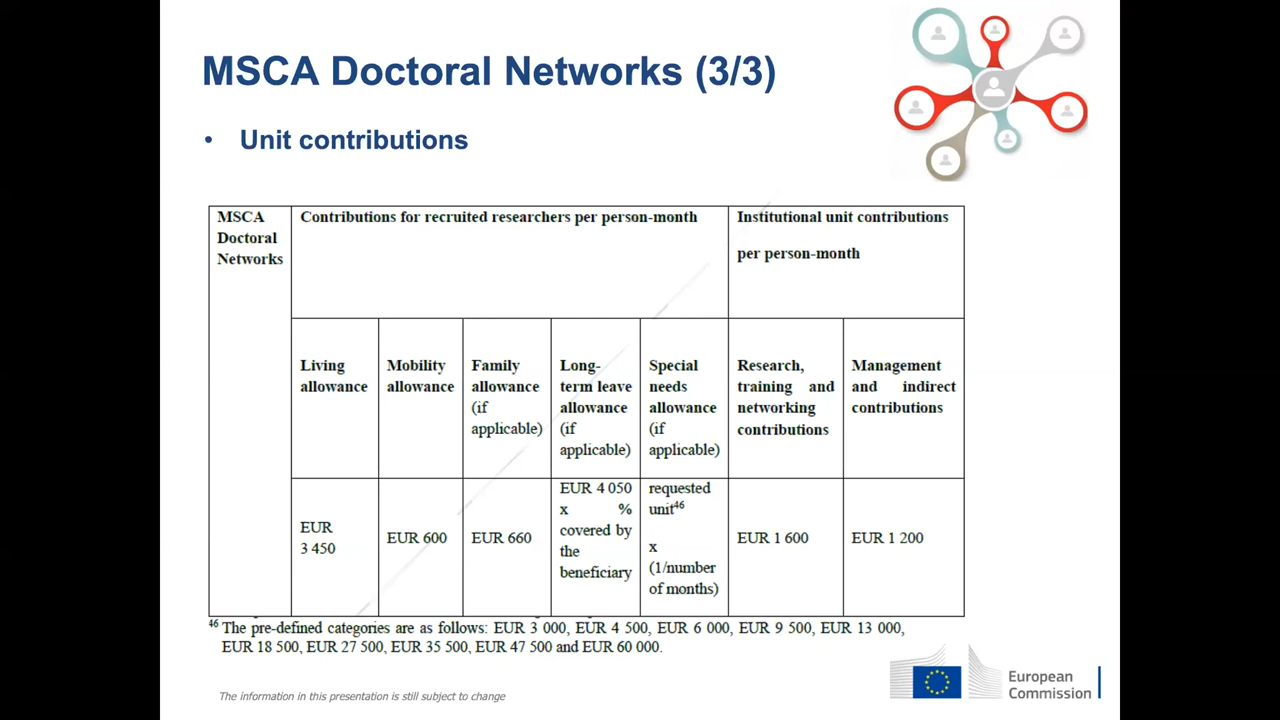 MSCA Doctoral Networks (3/3)
• Unit contributions
MSCA
Doctoral
Networks
Contributions for recruited researchers per person-month
Institutional unit contributions
per person-month
Living
allowance
Mobility
allowance
Family
allowance
(if
applicable)
Long-
term leave
allowance
(if
applicable)
Special
needs
allowance
(if
applicable)
Research,
training and
networking
contributions
Management
and indirect
contributions
EUR
3 450
EUR 600
EUR 660
EUR 4 050
x %
covered by
the
beneficiary
requested
unit46
x
(1/number
of months)
EUR 1 600
EUR 1 200
46 The pre-defined categories are as follows: EUR 3 000, EUR 4 500, EUR 6 000, EUR 9 500, EUR 13 000,
EUR 18 500, EUR 27 500, EUR 35 500, EUR 47 500 and EUR 60 000.
The information in this presentation is still subject to change
European
Commission